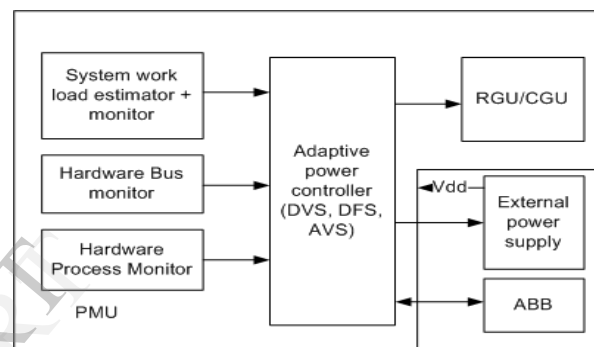 System work
load estimator +
monitor
Hardware Bus
monitor
Hardware
Process Monitor
PMU
Adaptive
power
controller
(DVS, DFS,
AVS)
RGU/CGU
Vdd
External
power
supply
ABB